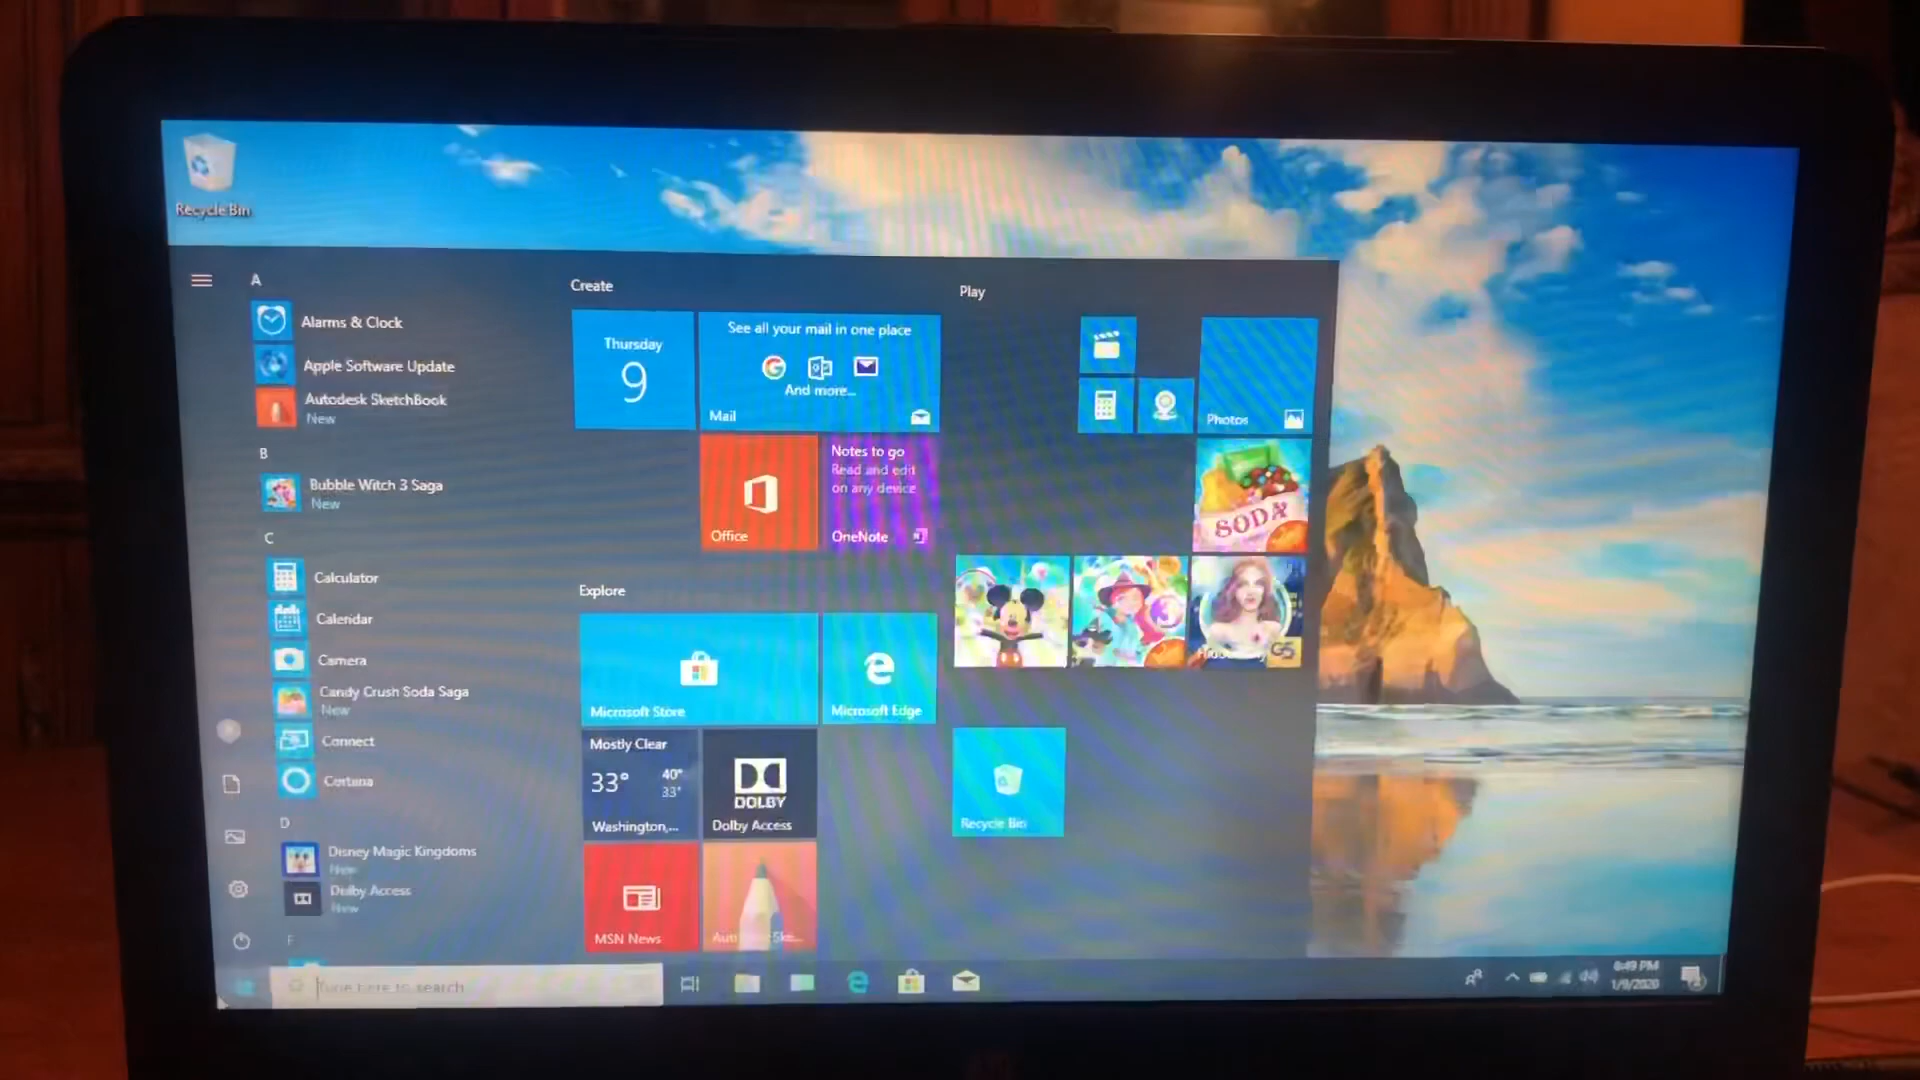 Recycle Bin
A
Alarms & Clock
Apple Software Update
Autodesk SketchBook
New
B
Bubble Witch 3 Saga
New
C
Calculator
Calendar
Camera
Candy Crush Soda Saga
New
Connect
Cortana
D
Disney Magic Kingdoms
New
Dolby Access
New
F
Create
Thursday
9
See all your mail in one place
And more...
Mail
Office
Notes to go
Read and edit
on any device
OneNote
Explore
Microsoft Store
Microsoft Edge
Mostly Clear
33° 40°
33°
Washington,...
DOLBY
Dolby Access
MSN News
Play
Photos
SODA
G5
Recycle Bin
Type here to search
6:49 PM
1/9/2020